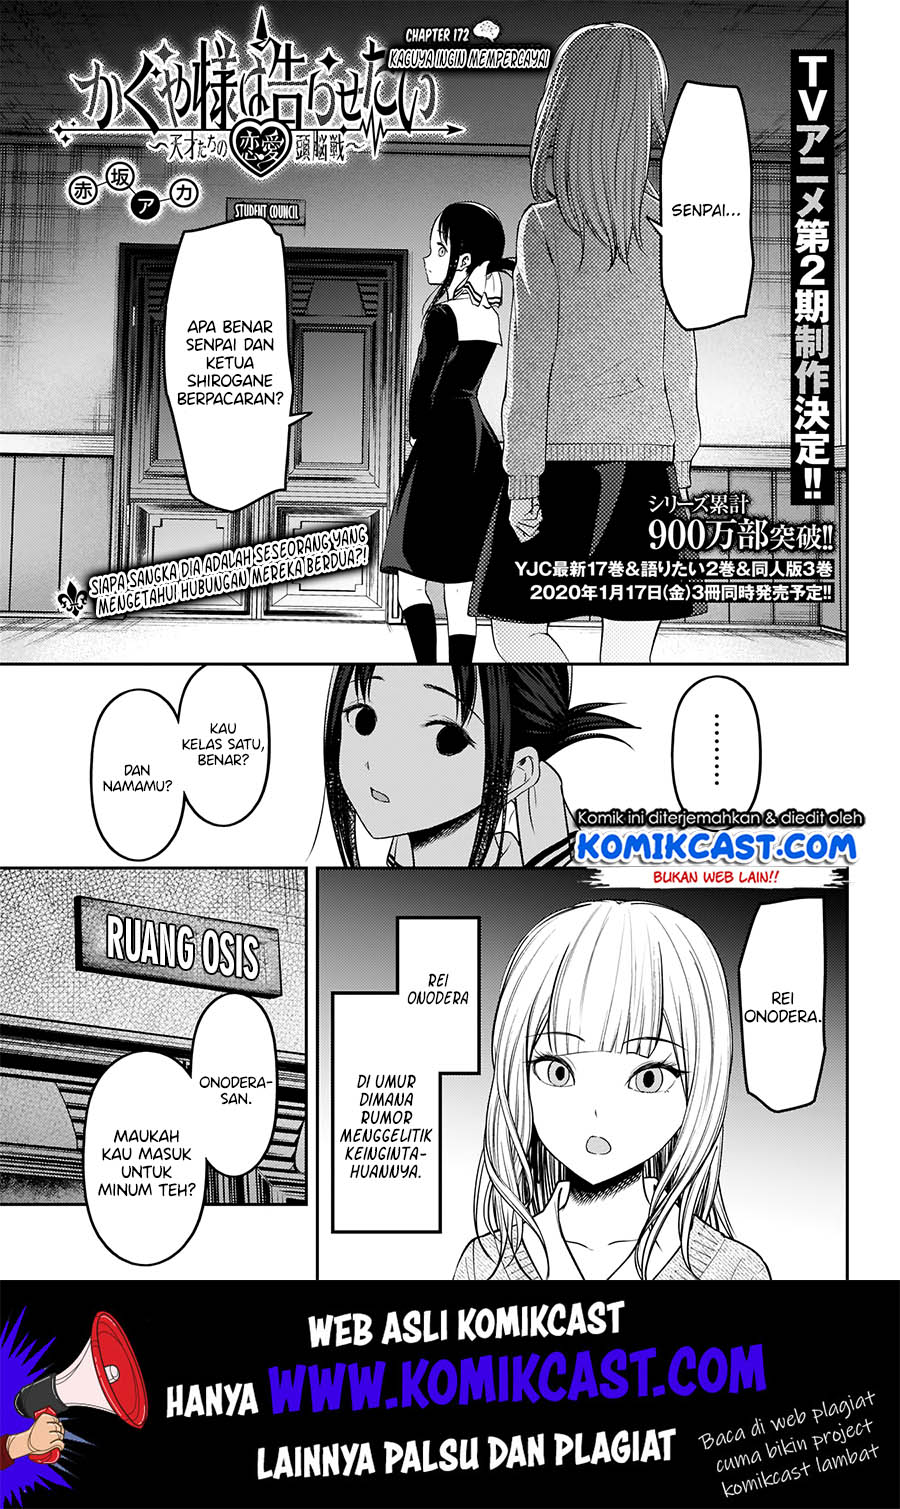 CHAPTER 172
KAGUYA INGIN MEMPERCAYAI
かぐや様は告らせたい
~天才たちの恋愛頭脳戦~
赤坂アカ
TVアニメ第2期制作決定!!
STUDENT COUNCIL
SENPAI...
APA BENAR
SENPAI DAN
KETUA
SHIROGANE
BERPACARAN?
シリーズ累計
900万部突破!!
YJC最新17巻&語りたい2巻&同人版3巻
2020年1月17日(金)3冊同時発売予定!!
SIAPA SANGKA DIA ADALAH SESEORANG YANG
MENGETAHUI HUBUNGAN MEREKA BERDUA?!
........
KAU
KELAS SATU,
BENAR?
DAN
NAMAMU?
Komik ini diterjemahkan & diedit oleh
KOMIKCAST.COM
BUKAN WEB LAIN!!
REI
ONODERA.
REI
ONODERA
DI UMUR
DIMANA
RUMOR
MENGGELITIK
KEINGINTA-
HUANNYA.
RUANG OSIS
ONODERA-
SAN.
MAUKAH
KAU MASUK
UNTUK
MINUM TEH?
WEB ASLI KOMIKCAST
HANYA WWW.KOMIKCAST.COM
LAINNYA PALSU DAN PLAGIAT
Baca di web plagiat
cuma bikin project
komikcast lambat